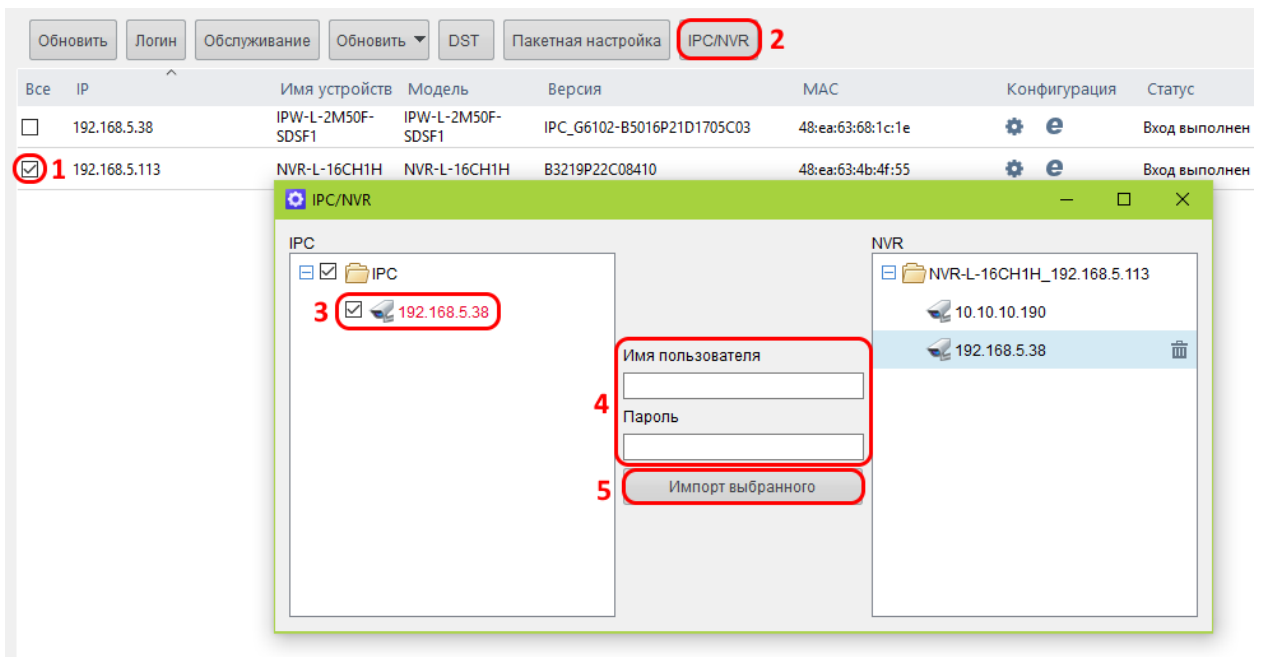 Обновить Логин Обслуживание Обновить DST Пакетная настройка IPC/NVR 2
Все IP Имя устройств Модель Версия MAC Конфигурация Статус
192.168.5.38 IPW-L-2M50F-SDSF1 IPW-L-2M50F-SDSF1 IPC_G6102-B5016P21D1705C03 48:ea:63:68:1c:1e Вход выполнен
1 192.168.5.113 NVR-L-16CH1H NVR-L-16CH1H B3219P22C08410 48:ea:63:4b:4f:55 Вход выполнен
IPC/NVR
IPC NVR
IPC NVR-L-16CH1H_192.168.5.113
3 192.168.5.38 10.10.10.190
Имя пользователя 192.168.5.38
4
Пароль
5 Импорт выбранного